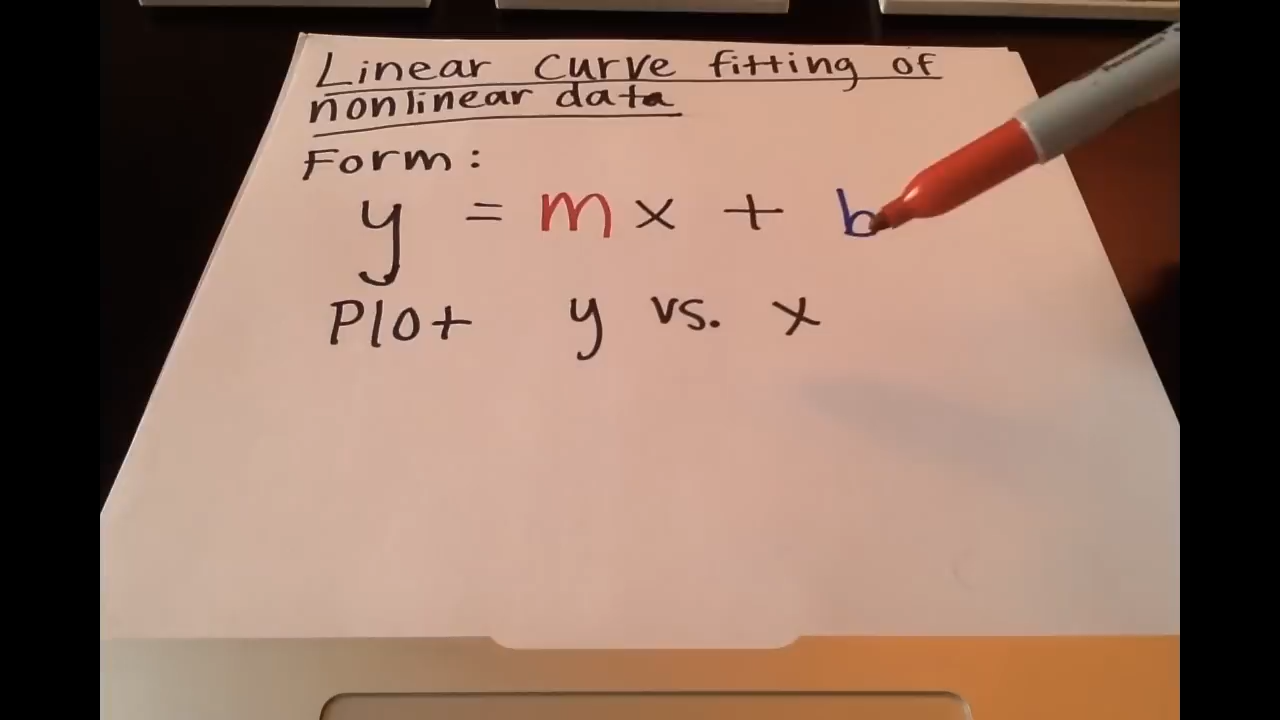 Linear Curve fitting of
nonlinear data
Form:
y = mx + b
Plot y vs. x